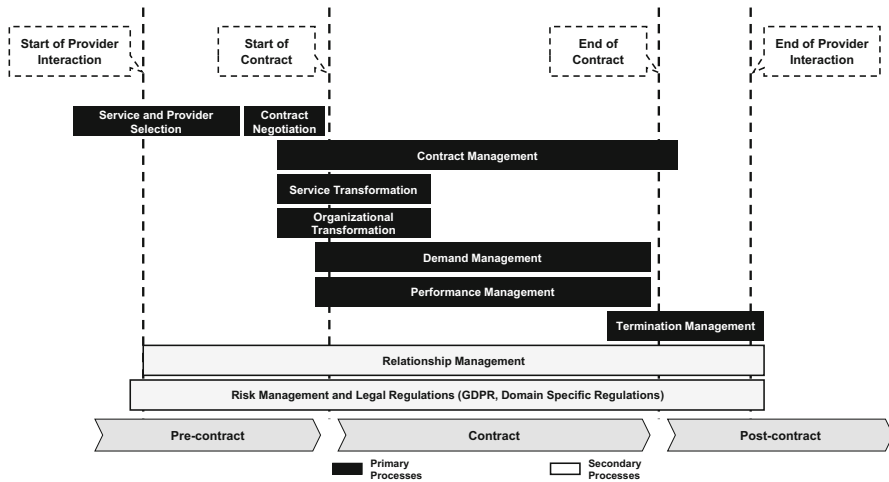 Start of Provider
Interaction
Start of
Contract
End of
Contract
End of Provider
Interaction
Service and Provider
Selection
Contract
Negotiation
Contract Management
Service Transformation
Organizational
Transformation
Demand Management
Performance Management
Termination Management
Relationship Management
Risk Management and Legal Regulations (GDPR, Domain Specific Regulations)
Pre-contract
Contract
Post-contract
Primary
Processes
Secondary
Processes